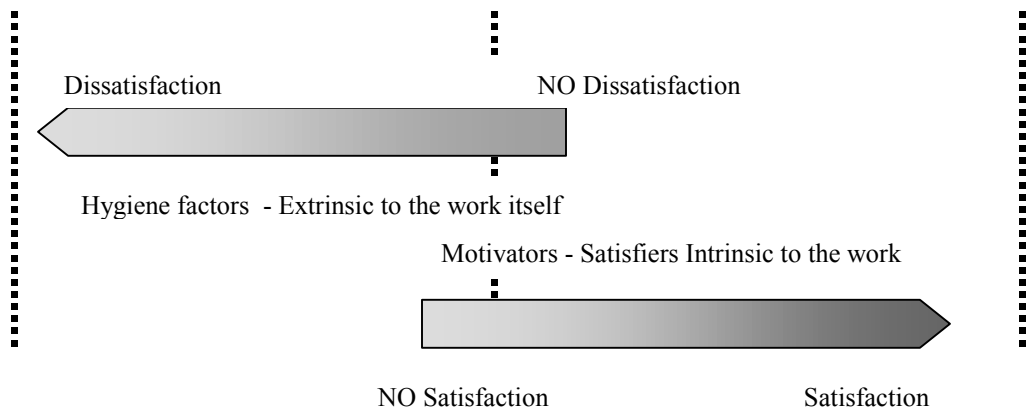 Dissatisfaction NO Dissatisfaction
Hygiene factors - Extrinsic to the work itself
Motivators - Satisfiers Intrinsic to the work
NO Satisfaction Satisfaction